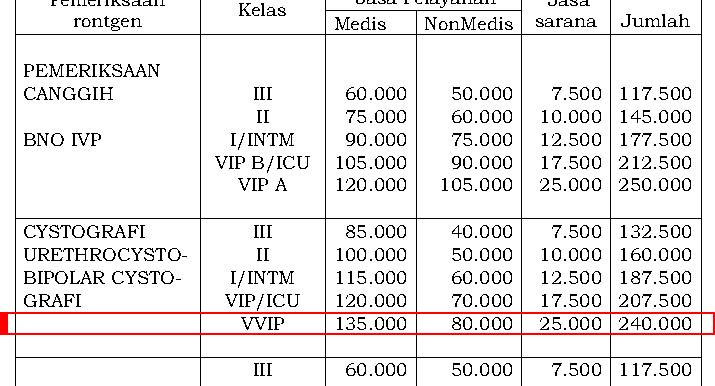 Pemeriksaan rontgen Kelas Jasa Pelayanan Jasa sarana Jumlah
Medis NonMedis
PEMERIKSAAN
CANGGIH III 60.000 50.000 7.500 117.500
II 75.000 60.000 10.000 145.000
BNO IVP I/INTM 90.000 75.000 12.500 177.500
VIP B/ICU 105.000 90.000 17.500 212.500
VIP A 120.000 105.000 25.000 250.000
CYSTOGRAFI III 85.000 40.000 7.500 132.500
URETHROCYSTO- II 100.000 50.000 10.000 160.000
BIPOLAR CYSTO- I/INTM 115.000 60.000 12.500 187.500
GRAFI VIP/ICU 120.000 70.000 17.500 207.500
VVIP 135.000 80.000 25.000 240.000
III 60.000 50.000 7.500 117.500